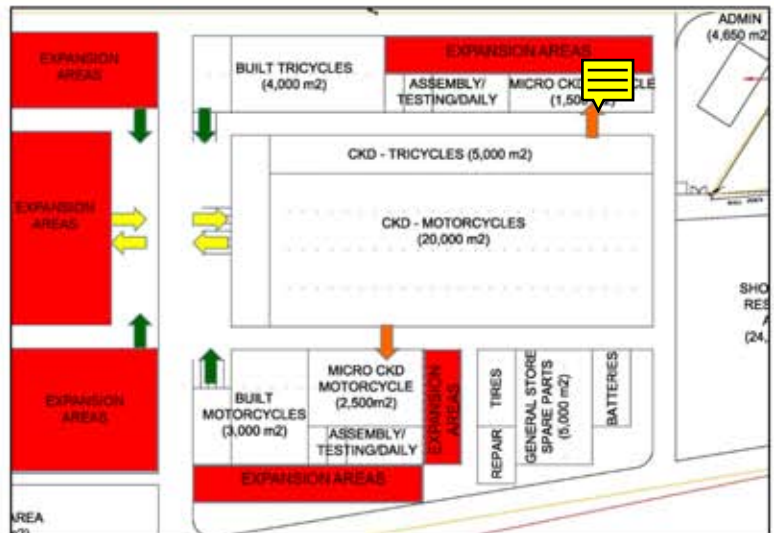 EXPANSION
AREAS
BUILT TRICYCLES
(4,000 m2)
EXPANSION AREAS
ASSEMBLY/
TESTING/DAILY
MICRO CKD
(1,500
ADMIN
(4,650 m2
CKD - TRICYCLES (5,000 m2)
EXPANSION
AREAS
CKD - MOTORCYCLES
(20,000 m2)
SHO
RES
A
(24,
EXPANSION
AREAS
BUILT
MOTORCYCLES
(3,000 m2)
MICRO CKD
MOTORCYCLE
(2,500m2)
ASSEMBLY/
TESTING/DAILY
EXPANSION
AREAS
EXPANSION AREAS
REPAIR
TIRES
GENERAL STORE
SPARE PARTS
(5,000 m2)
BATTERIES
AREA